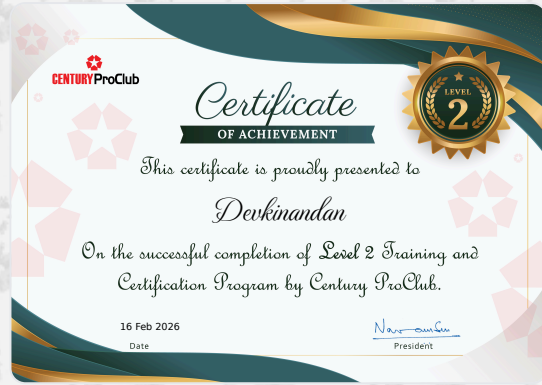 CENTURY ProClub
Certificate
OF ACHIEVEMENT
LEVEL
2
This certificate is proudly presented to
Devkinandan
On the successful completion of Level 2 Training and
Certification Program by Century ProClub.
16 Feb 2026
Date
President